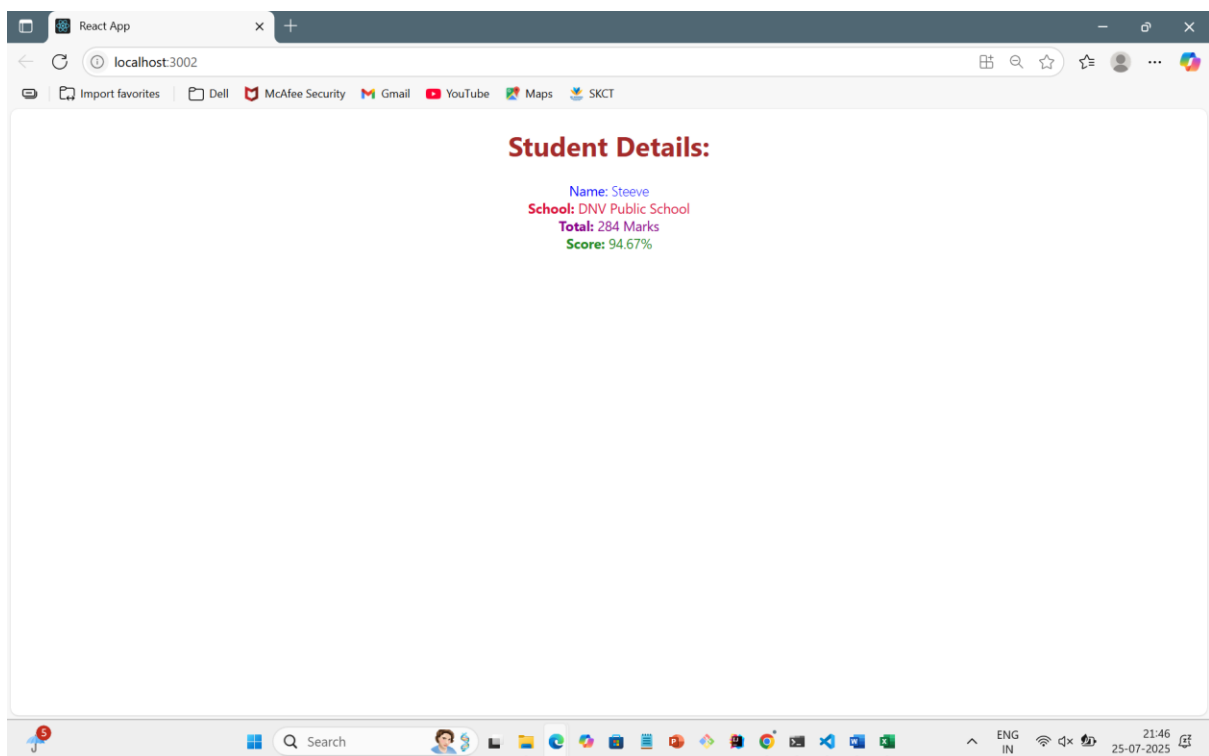 React App
localhost:3002
Import favorites Dell McAfee Security Gmail YouTube Maps SKCT
Student Details:
Name: Steeve
School: DNV Public School
Total: 284 Marks
Score: 94.67%
5 Search ENG 21:46
IN 25-07-2025